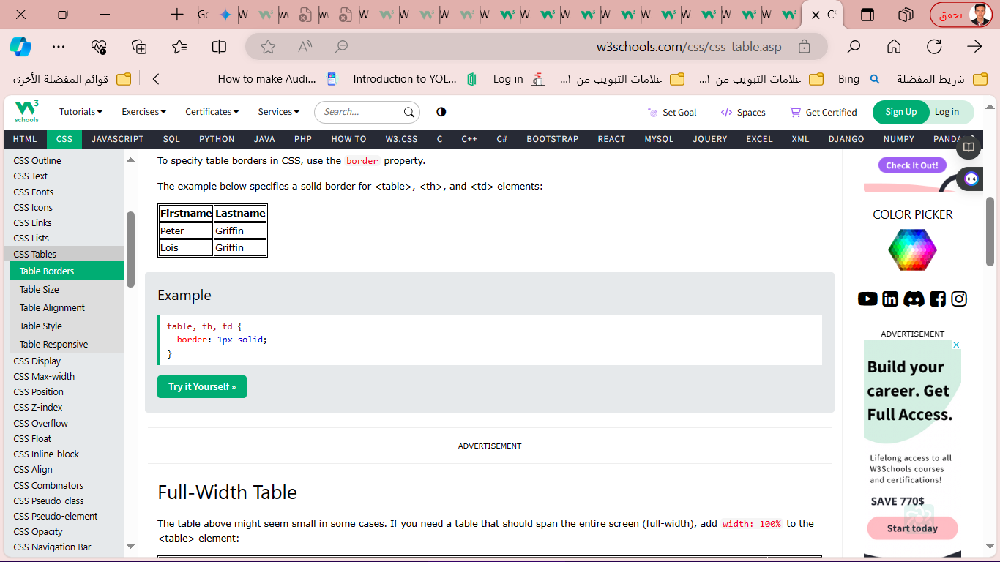 تحقق
w3schools.com/css/css_table.asp
قوائم المفضلة الأخرى
How to make Audi...
Introduction to YOL...
Log in
علامات التبويب من ٢...
علامات التبويب من ٢...
Bing
شريط المفضلة
W3 schools
Tutorials
Exercises
Certificates
Services
Search...
Set Goal
Spaces
Get Certified
Sign Up
Log in
HTML CSS JAVASCRIPT SQL PYTHON JAVA PHP HOW TO W3.CSS C C++ C# BOOTSTRAP REACT MYSQL JQUERY EXCEL XML DJANGO NUMPY PANDA
CSS Outline
CSS Text
CSS Fonts
CSS Icons
CSS Links
CSS Lists
CSS Tables
Table Borders
Table Size
Table Alignment
Table Style
Table Responsive
CSS Display
CSS Max-width
CSS Position
CSS Z-index
CSS Overflow
CSS Float
CSS Inline-block
CSS Align
CSS Combinators
CSS Pseudo-class
CSS Pseudo-element
CSS Opacity
CSS Navigation Bar
To specify table borders in CSS, use the border property.
The example below specifies a solid border for <table>, <th>, and <td> elements:
Firstname Lastname
Peter Griffin
Lois Griffin
Example
table, th, td {
border: 1px solid;
}
Try it Yourself »
ADVERTISEMENT
Full-Width Table
The table above might seem small in some cases. If you need a table that should span the entire screen (full-width), add width: 100% to the
<table> element:
Check It Out!
COLOR PICKER
ADVERTISEMENT
Build your
career. Get
Full Access.
Lifelong access to all
W3Schools courses
and certifications!
SAVE 770$
Start today